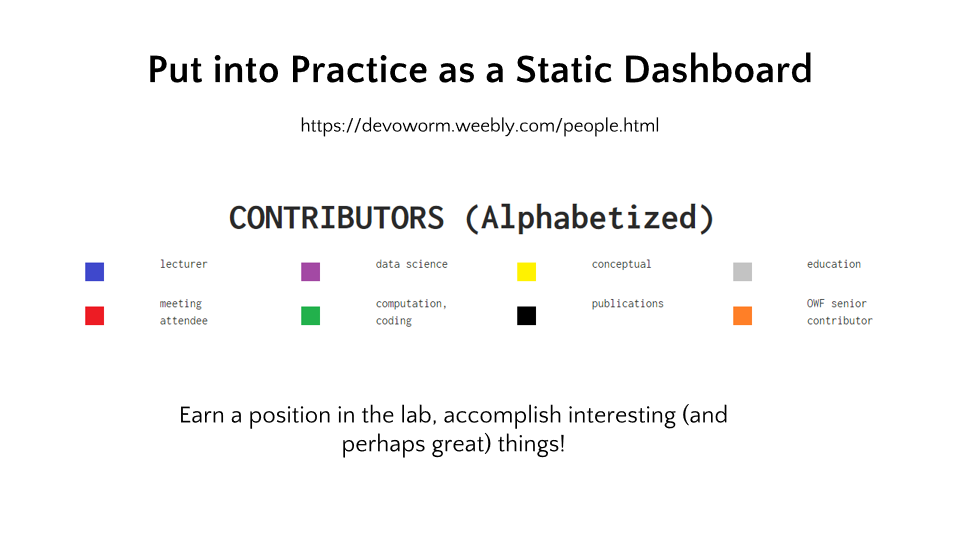 Put into Practice as a Static Dashboard
https://devoworm.weebly.com/people.html
CONTRIBUTORS (Alphabetized)
lecturer
data science
conceptual
education
meeting
attendee
computation,
coding
publications
OWF senior
contributor
Earn a position in the lab, accomplish interesting (and
perhaps great) things!